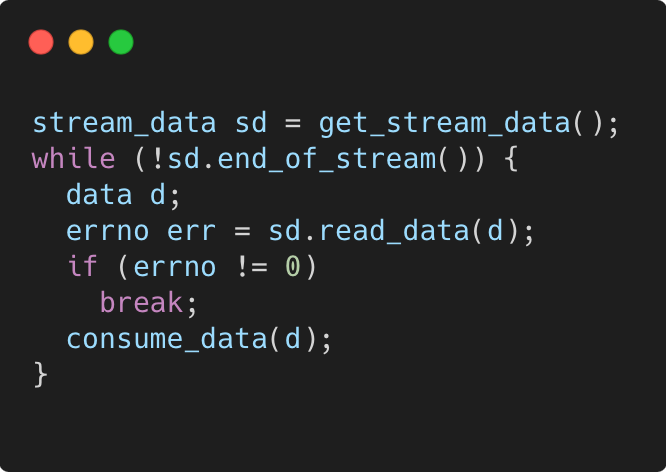 stream_data sd = get_stream_data();
while (!sd.end_of_stream()) {
  data d;
  errno err = sd.read_data(d);
  if (errno != 0)
    break;
  consume_data(d);
}